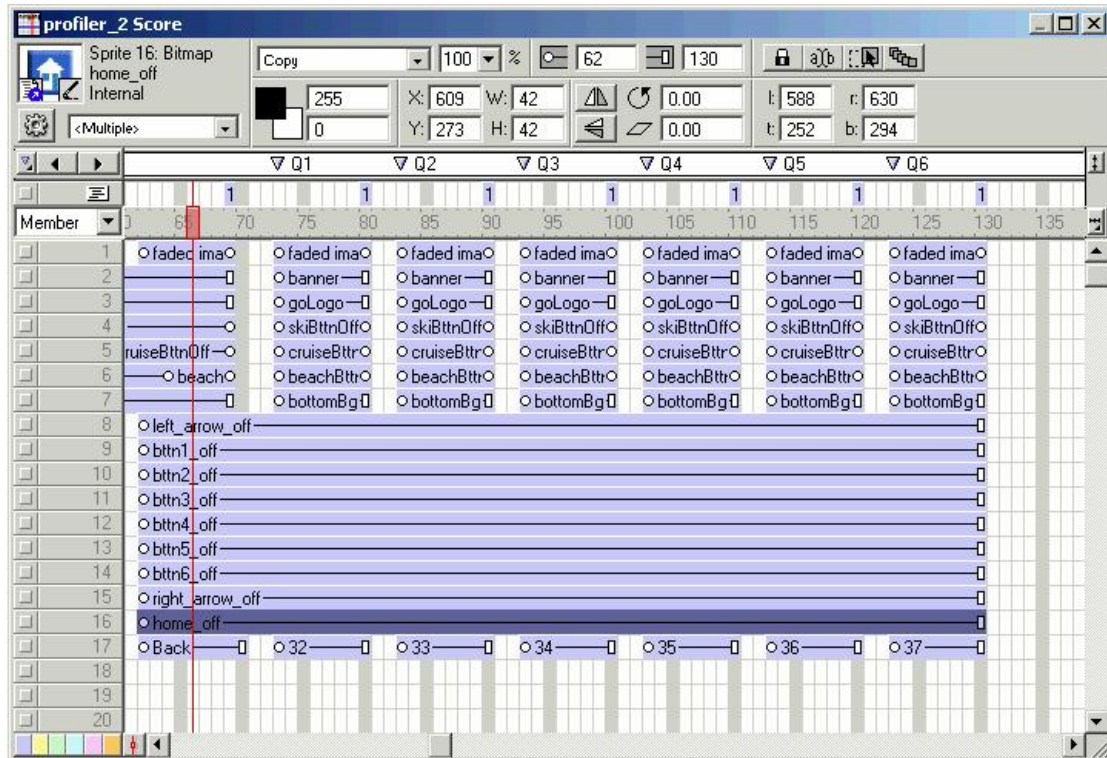 profiler_2 Score
Sprite 16: Bitmap
home_off
Internal
Copy 100 % 62 130
255 X: 609 W: 42 0.00 l: 588 r: 630
<Multiple> 0 Y: 273 H: 42 0.00 t: 252 b: 294
Q1 Q2 Q3 Q4 Q5 Q6
1 1 1 1 1 1 1
Member 65 70 75 80 85 90 95 100 105 110 115 120 125 130 135
1 faded ima faded ima faded ima faded ima faded ima faded ima faded ima
2 banner banner banner banner banner banner
3 goLogo goLogo goLogo goLogo goLogo goLogo
4 skiBttnOff skiBttnOff skiBttnOff skiBttnOff skiBttnOff skiBttnOff
5 ruiseBttnOff cruiseBttr cruiseBttr cruiseBttr cruiseBttr cruiseBttr cruiseBttr
6 beach beachBttr beachBttr beachBttr beachBttr beachBttr beachBttr
7 bottomBg bottomBg bottomBg bottomBg bottomBg bottomBg
8 left_arrow_off
9 bttn1_off
10 bttn2_off
11 bttn3_off
12 bttn4_off
13 bttn5_off
14 bttn6_off
15 right_arrow_off
16 home_off
17 Back 32 33 34 35 36 37
18
19
20